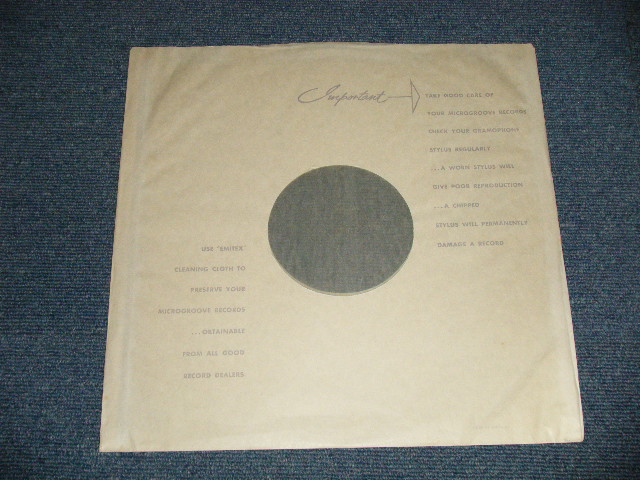 Important
TAKE GOOD CARE OF
YOUR MICROGROOVE RECORDS
CHECK YOUR GRAMOPHONE
STYLUS REGULARLY
...A WORN STYLUS WILL
GIVE POOR REPRODUCTION
...A CHIPPED
STYLUS WILL PERMANENTLY
DAMAGE A RECORD
USE "EMITEX"
CLEANING CLOTH TO
PRESERVE YOUR
MICROGROOVE RECORDS
...OBTAINABLE
FROM ALL GOOD
RECORD DEALERS.